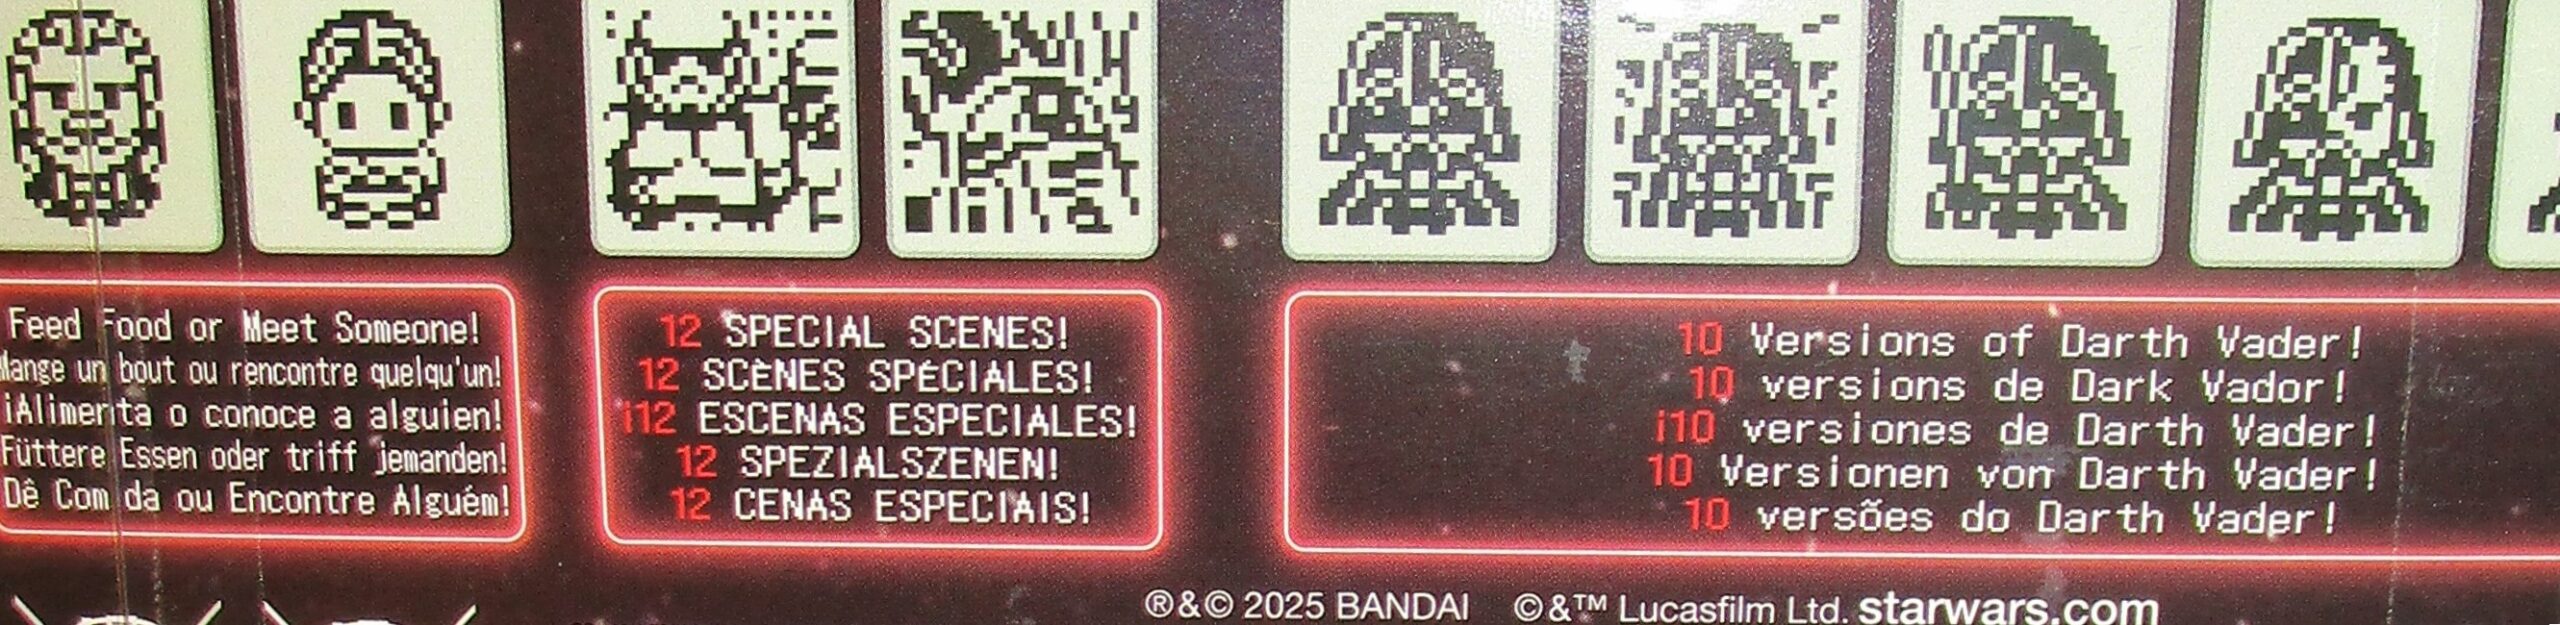 Feed Food or Meet Someone!
Mange un bout ou rencontre quelqu'un!
¡Alimenta o conoce a alguien!
Füttere Essen oder triff jemanden!
Dê Comida ou Encontre Alguém!
12 SPECIAL SCENES!
12 SCÈNES SPÉCIALES!
¡12 ESCENAS ESPECIALES!
12 SPEZIALSZENEN!
12 CENAS ESPECIAIS!
10 Versions of Darth Vader!
10 versions de Dark Vador!
¡10 versiones de Darth Vader!
10 Versionen von Darth Vader!
10 versões do Darth Vader!
®&© 2025 BANDAI ©&™ Lucasfilm Ltd. starwars.com